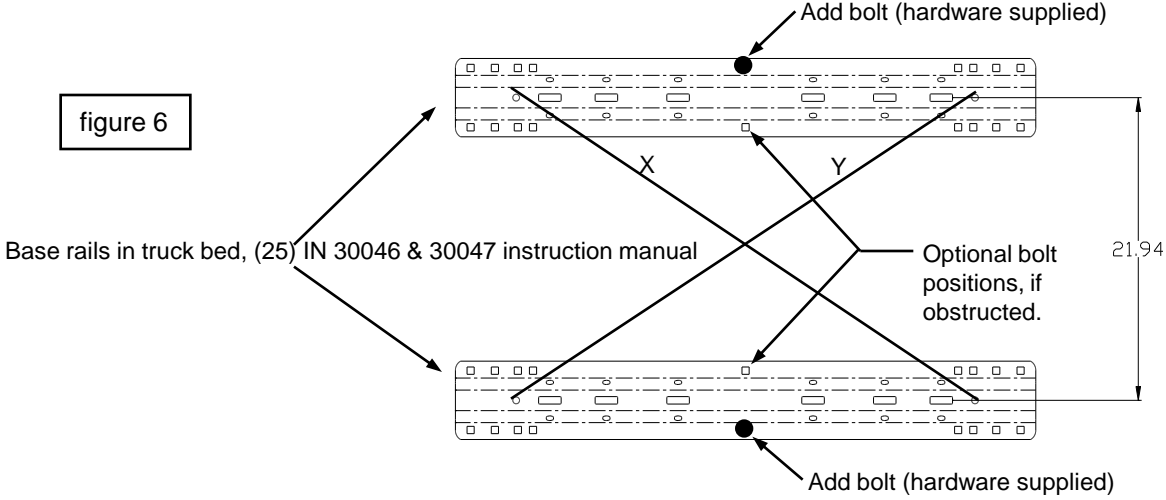 Add bolt (hardware supplied)
figure 6
X
Y
Base rails in truck bed, (25) IN 30046 & 30047 instruction manual
Optional bolt
positions, if
obstructed.
21.94
Add bolt (hardware supplied)